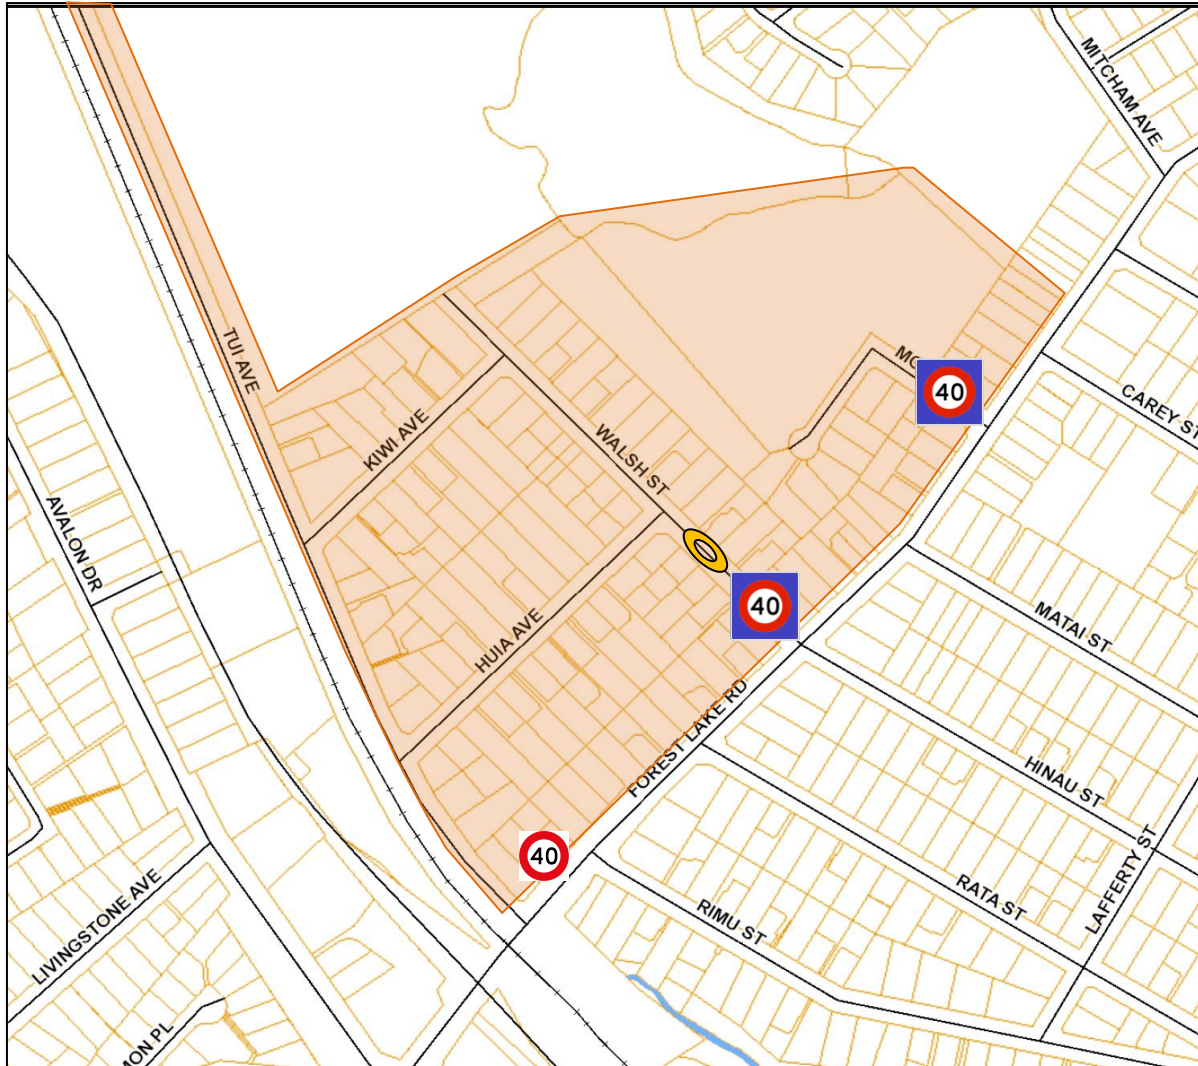 MITCHAM AVE
TUI AVE
MO
40
KIWI AVE
CAREY ST
WALSH ST
AVALON DR
40
MATAI ST
HUIA AVE
FOREST LAKE RD
HINAU ST
40
LAFFERTY ST
LIVINGSTONE AVE
RATA ST
RIMU ST
MON PL